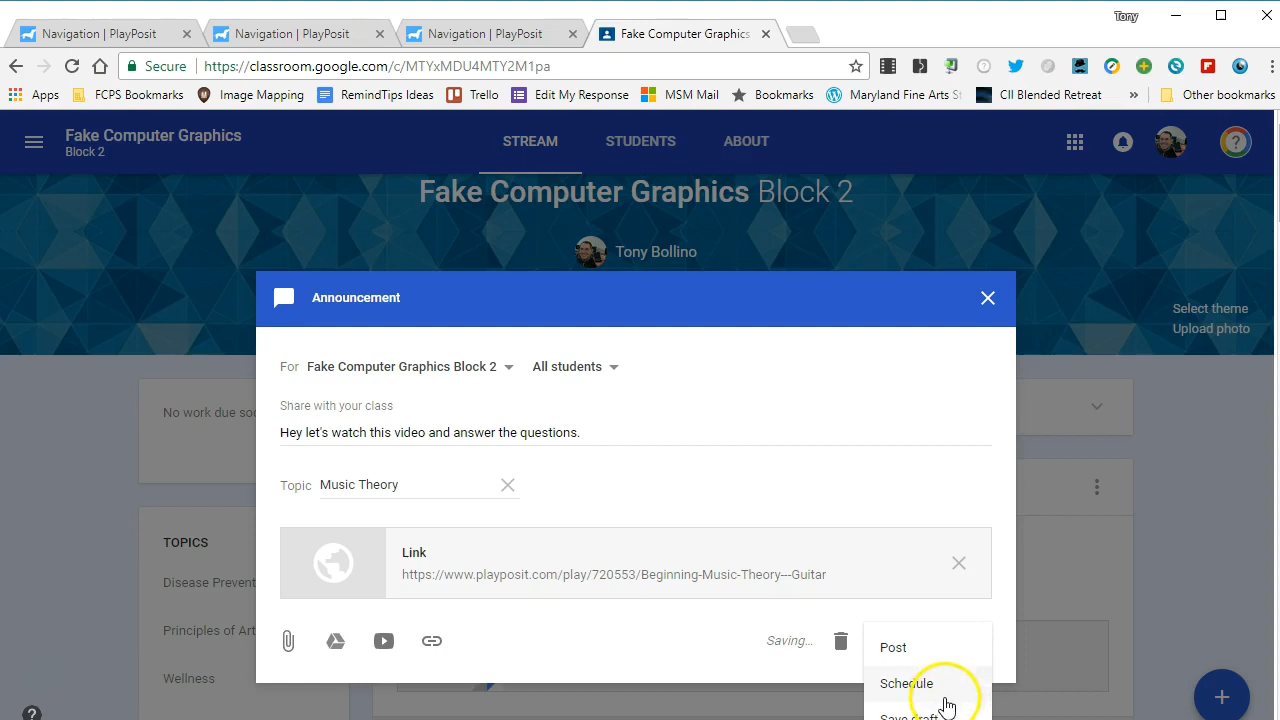 Tony
Navigation | PlayPosit
Navigation | PlayPosit
Navigation | PlayPosit
Fake Computer Graphics
Secure
https://classroom.google.com/c/MTYxMDU4MTY2M1pa
Apps
FCPS Bookmarks
Image Mapping
RemindTips Ideas
Trello
Edit My Response
MSM Mail
Bookmarks
Maryland Fine Arts
CII Blended Retreat
»
Other bookmarks
Fake Computer Graphics
Block 2
STREAM
STUDENTS
ABOUT
Fake Computer Graphics Block 2
Tony Bollino
Select theme
Upload photo
Announcement
For Fake Computer Graphics Block 2 All students
Share with your class
No work due
Hey let's watch this video and answer the questions.
Topic Music Theory
TOPICS
Link
https://www.playposit.com/play/720553/Beginning-Music-Theory---Guitar
Disease Prevent
Principles of Art
Wellness
Saving...
Post
Schedule
Save draft